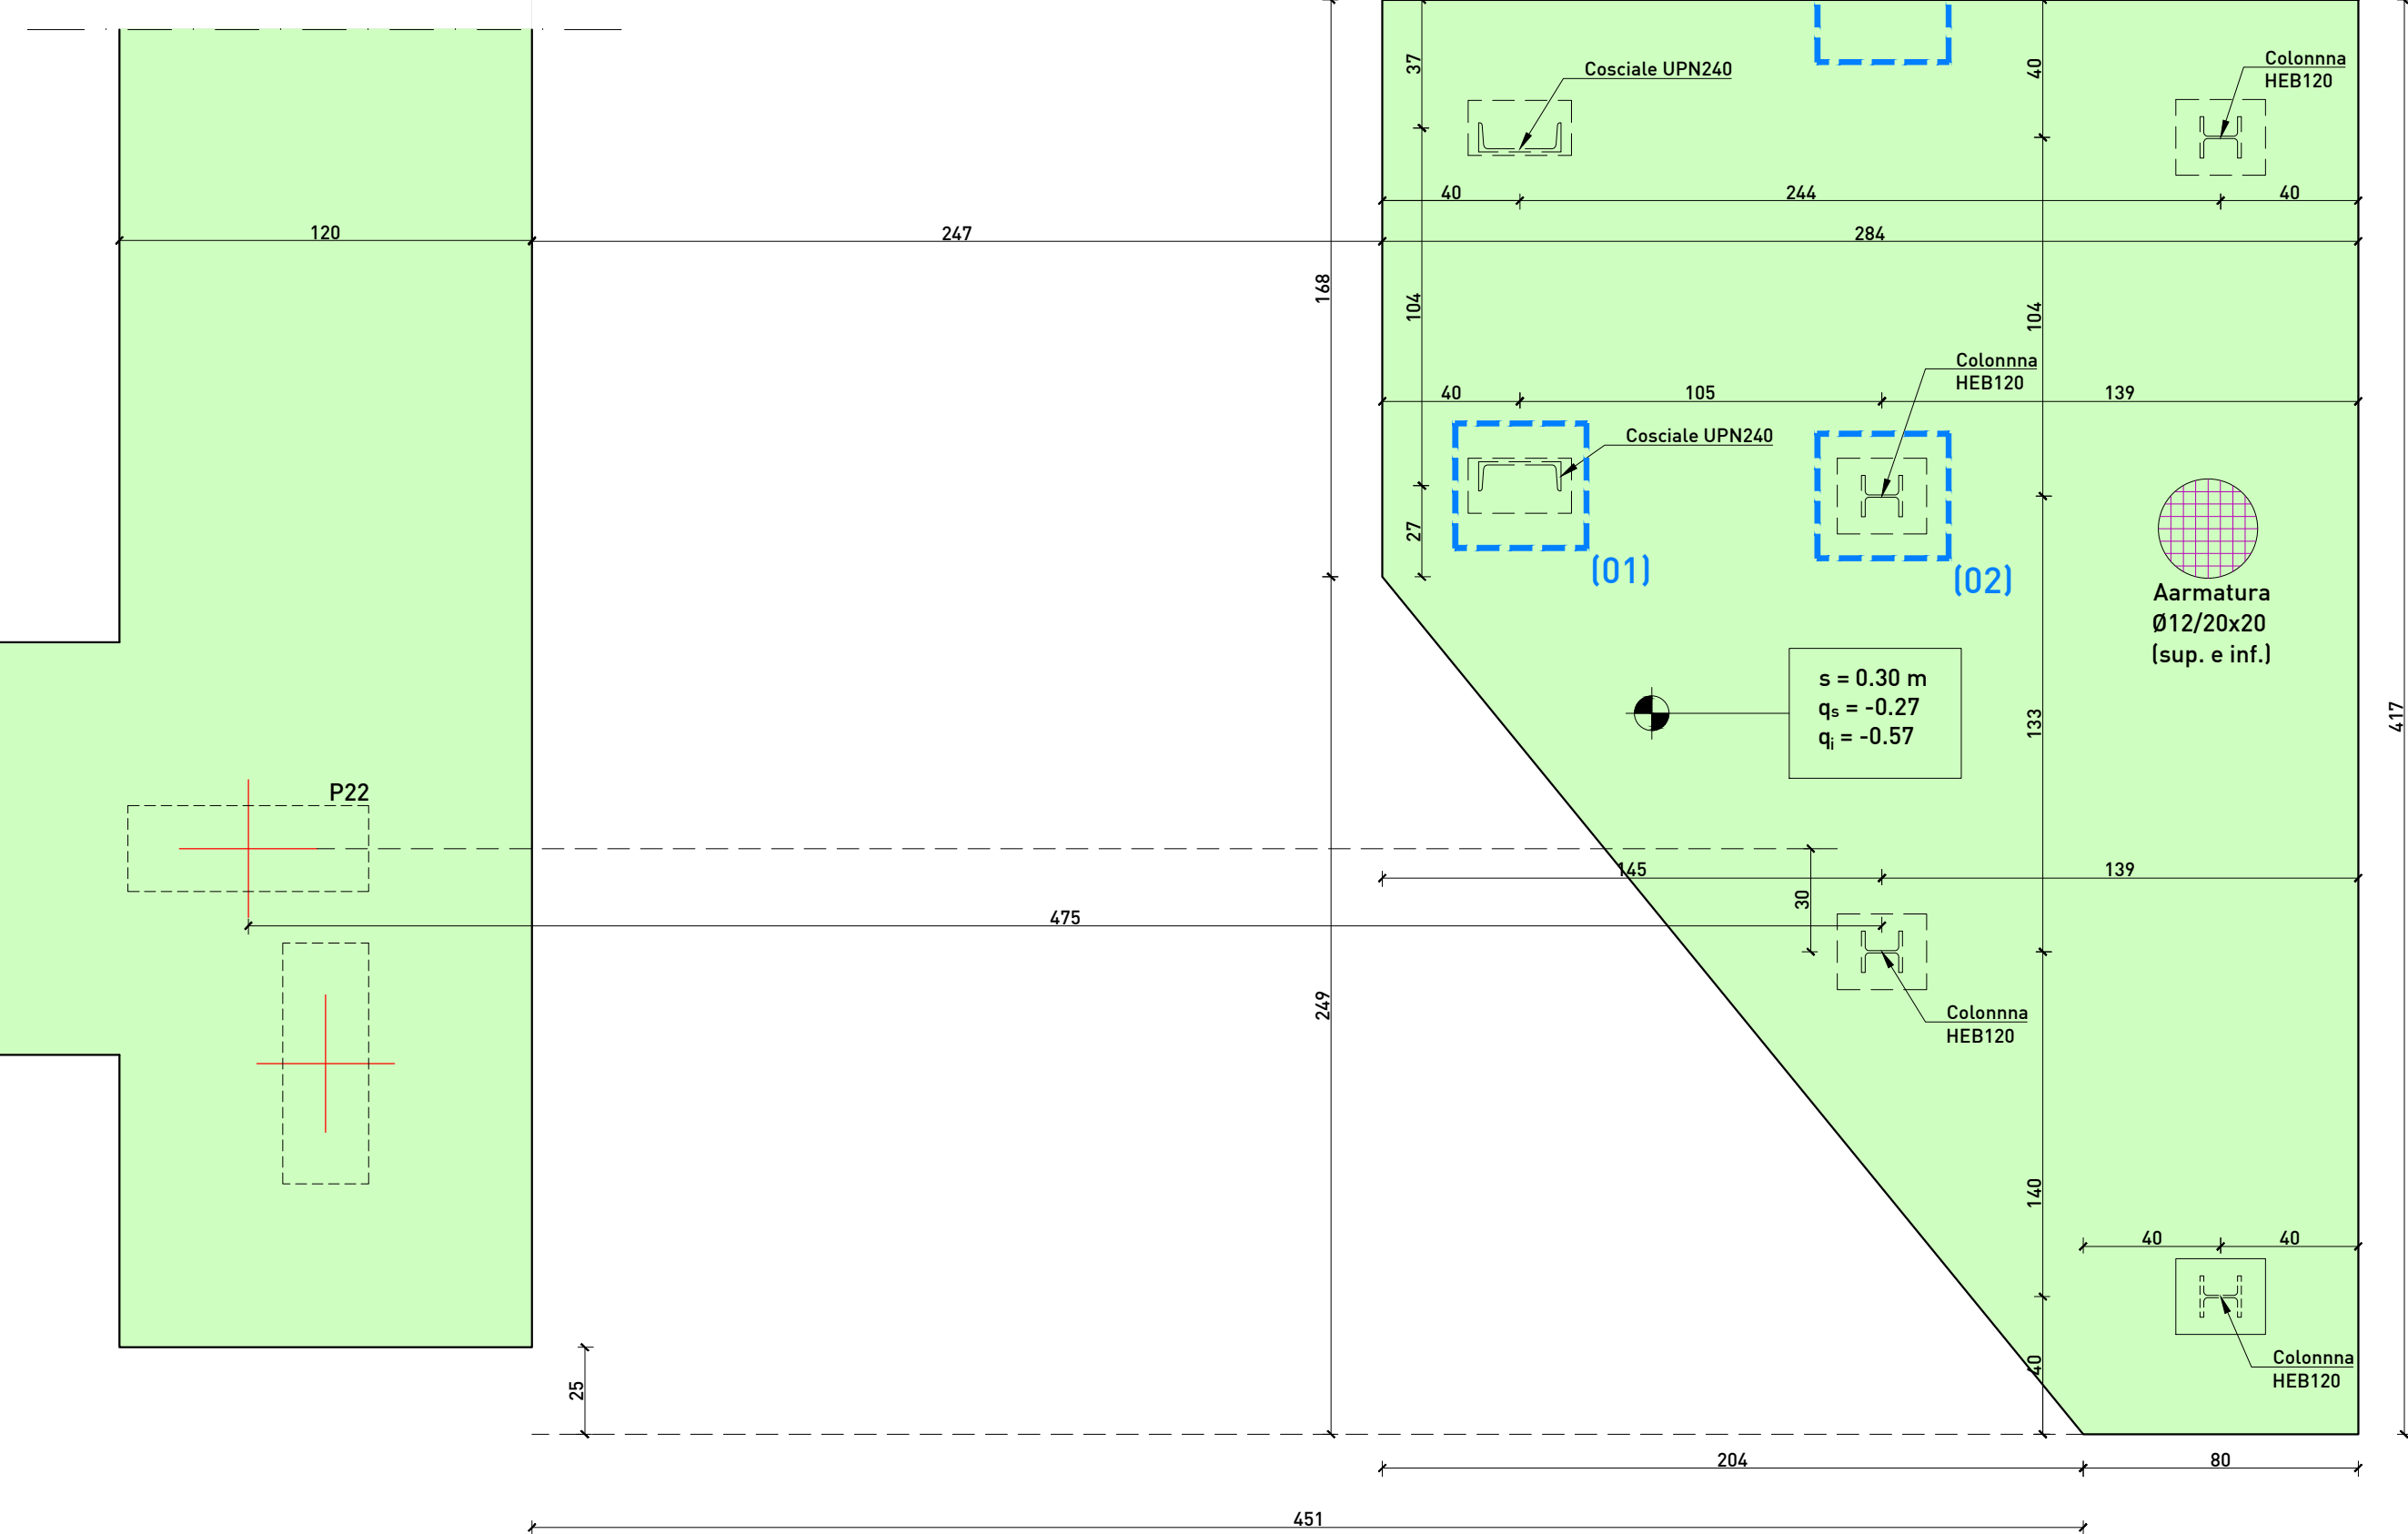 Colonnna
HEB120
Cosciale UPN240
37
40
40
244
40
120
247
284
168
104
104
Colonnna
HEB120
40
105
139
Cosciale UPN240
27
(01)
(02)
Aarmatura
Ø12/20x20
(sup. e inf.)
s = 0.30 m
qs = -0.27
qi = -0.57
417
133
P22
145
139
30
475
249
Colonnna
HEB120
140
40
40
Colonnna
HEB120
40
25
204
80
451